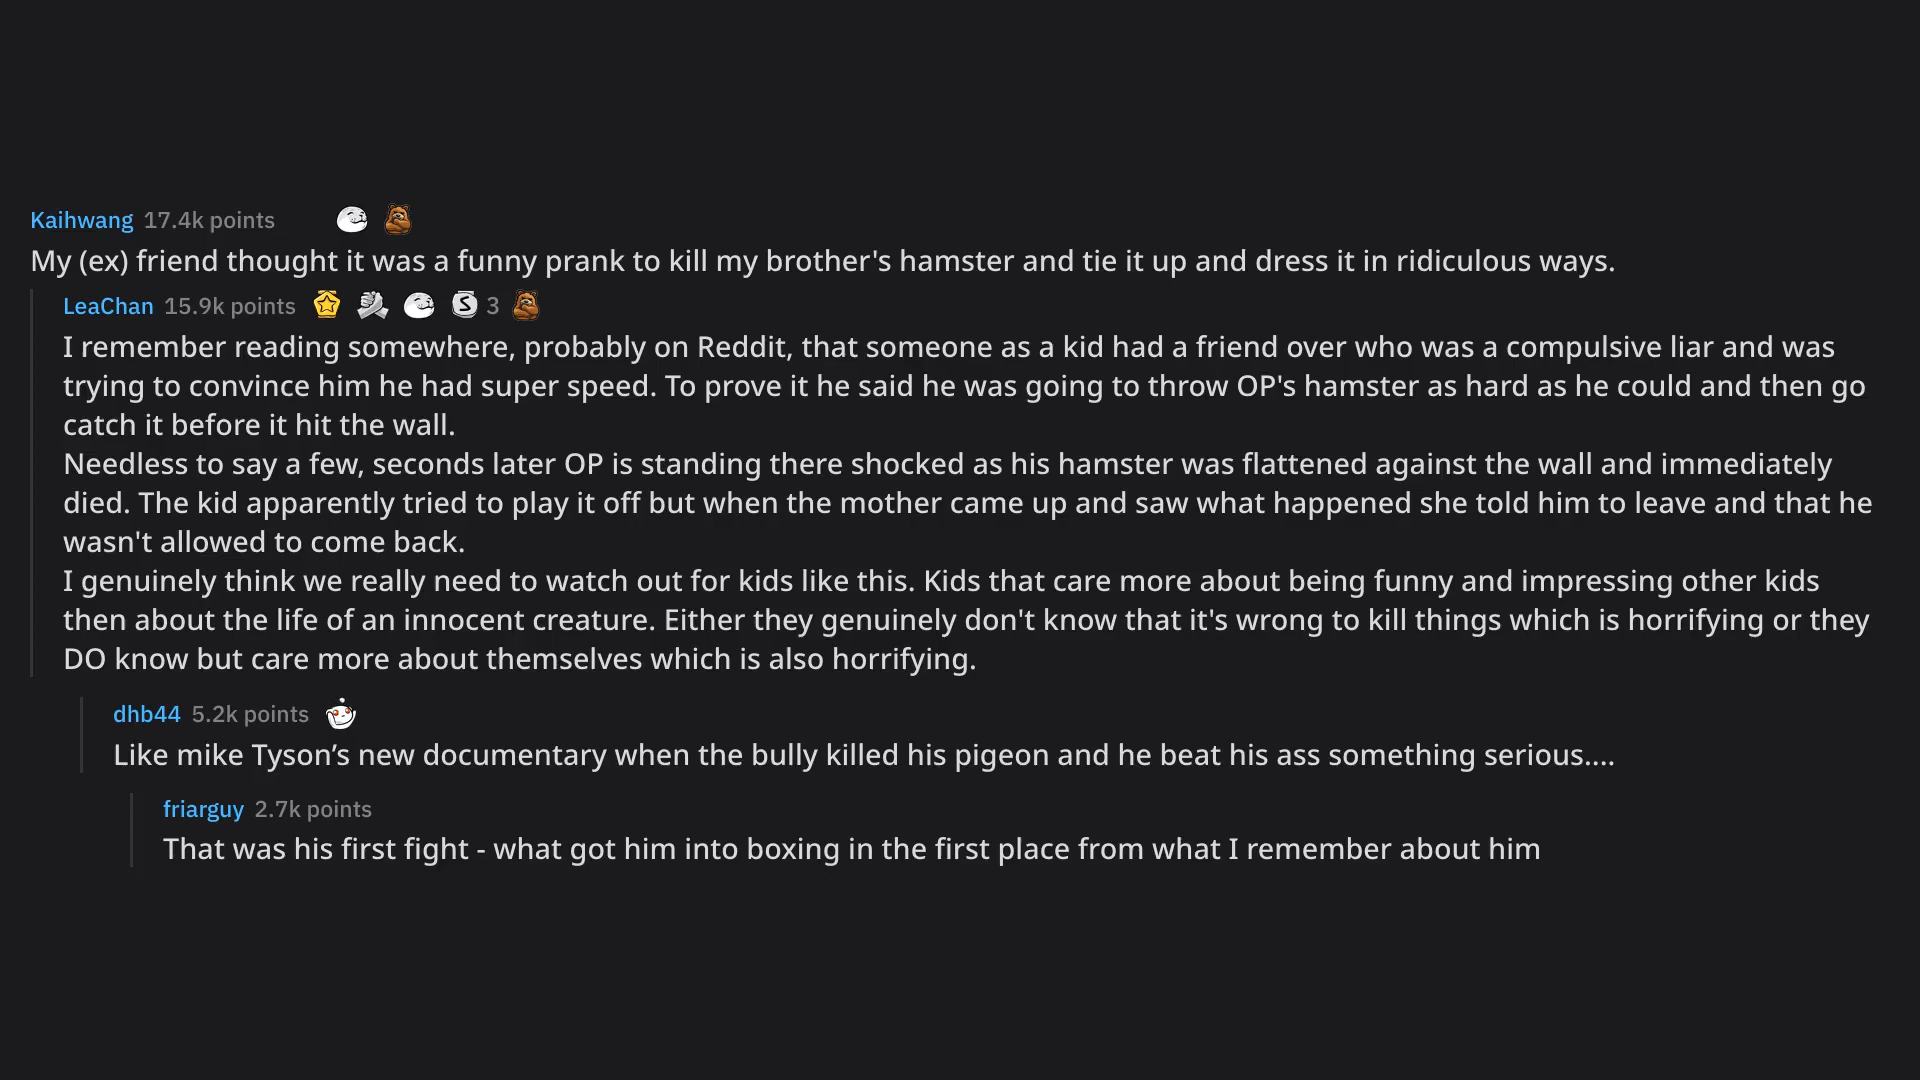 Kaihwang 17.4k points
My (ex) friend thought it was a funny prank to kill my brother's hamster and tie it up and dress it in ridiculous ways.
LeaChan 15.9k points S 3
I remember reading somewhere, probably on Reddit, that someone as a kid had a friend over who was a compulsive liar and was
trying to convince him he had super speed. To prove it he said he was going to throw OP's hamster as hard as he could and then go
catch it before it hit the wall.
Needless to say a few, seconds later OP is standing there shocked as his hamster was flattened against the wall and immediately
died. The kid apparently tried to play it off but when the mother came up and saw what happened she told him to leave and that he
wasn't allowed to come back.
I genuinely think we really need to watch out for kids like this. Kids that care more about being funny and impressing other kids
then about the life of an innocent creature. Either they genuinely don't know that it's wrong to kill things which is horrifying or they
DO know but care more about themselves which is also horrifying.
dhb44 5.2k points
Like mike Tyson’s new documentary when the bully killed his pigeon and he beat his ass something serious....
friarguy 2.7k points
That was his first fight - what got him into boxing in the first place from what I remember about him